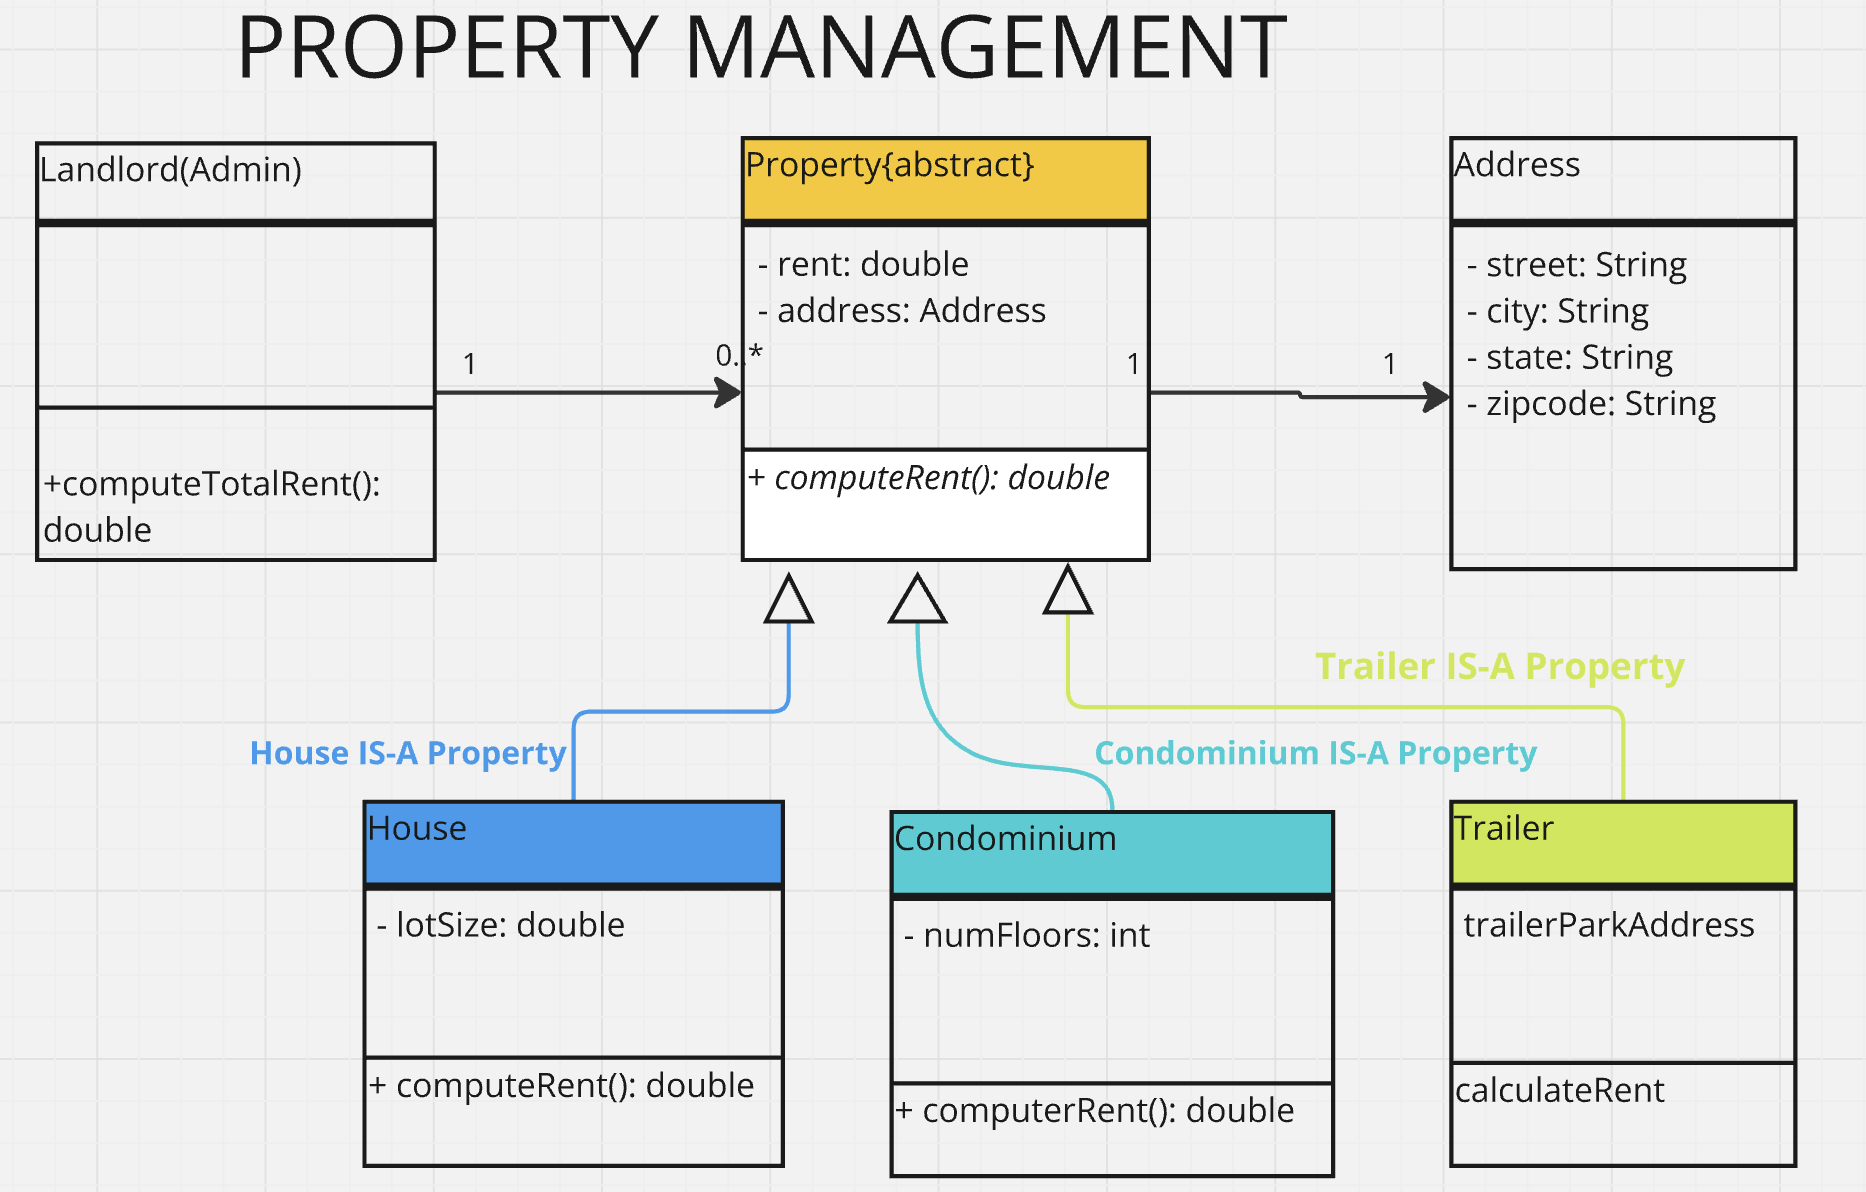 PROPERTY MANAGEMENT
Landlord(Admin)
+computeTotalRent():
double
1
0..*
Property{abstract}
- rent: double
- address: Address
+ computeRent(): double
1
1
Address
- street: String
- city: String
- state: String
- zipcode: String
House IS-A Property
Condominium IS-A Property
Trailer IS-A Property
House
- lotSize: double
+ computeRent(): double
Condominium
- numFloors: int
+ computerRent(): double
Trailer
trailerParkAddress
calculateRent